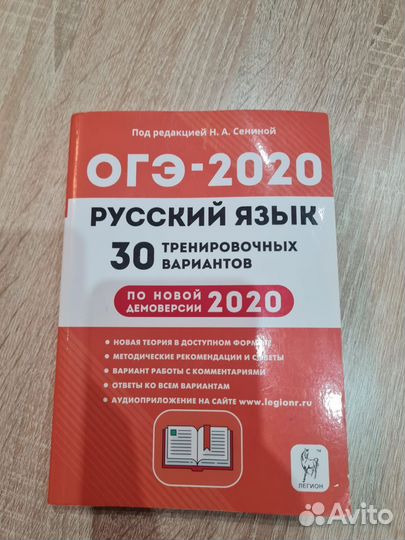 Под редакцией Н. А. Сениной
ОГЭ-2020
РУССКИЙ ЯЗЫК
30 ТРЕНИРОВОЧНЫХ
ВАРИАНТОВ
ПО НОВОЙ
ДЕМОВЕРСИИ 2020
• НОВАЯ ТЕОРИЯ В ДОСТУПНОМ ФОРМАТЕ
• МЕТОДИЧЕСКИЕ РЕКОМЕНДАЦИИ И СОВЕТЫ
• ВАРИАНТ РАБОТЫ С КОММЕНТАРИЯМИ
• ОТВЕТЫ КО ВСЕМ ВАРИАНТАМ
• АУДИОПРИЛОЖЕНИЕ НА САЙТЕ www.legionr.ru
TM
ЛЕГИОН
Avito